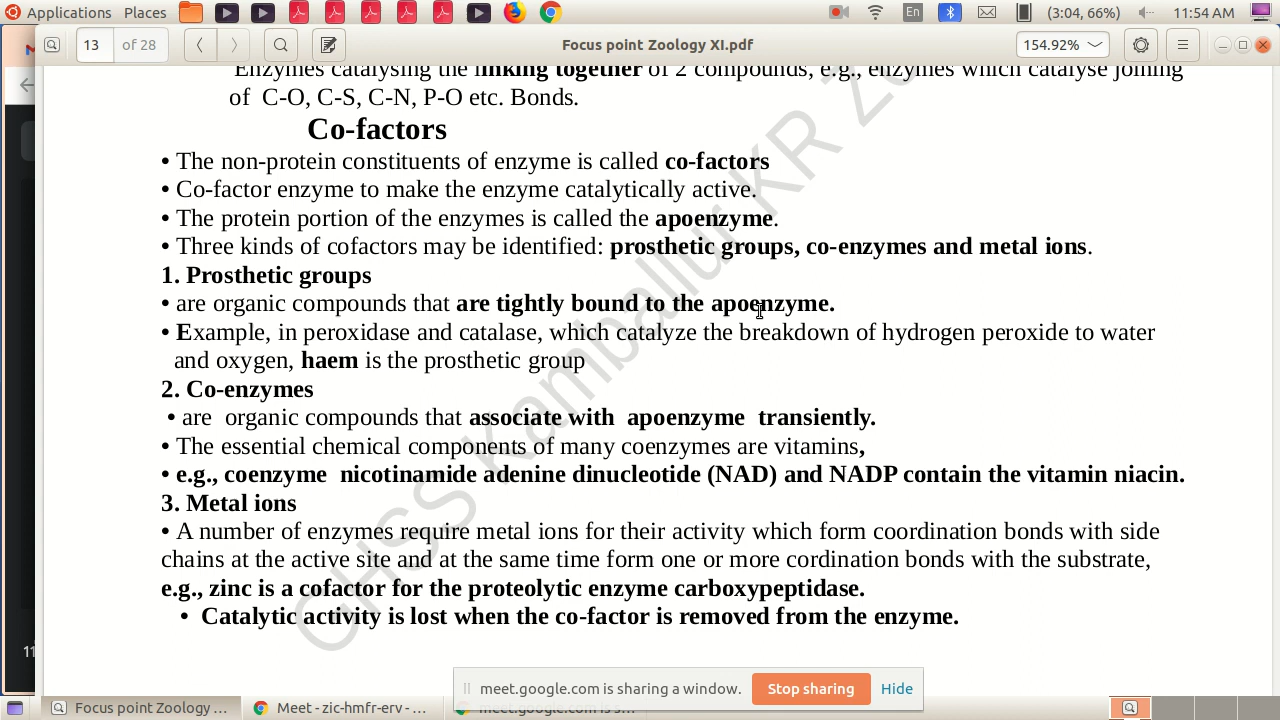 Applications Places En (3:04, 66%) 11:54 AM
13 of 28 Focus point Zoology XI.pdf 154.92%
Enzymes catalysing the linking together of 2 compounds, e.g., enzymes which catalyse joining
of C-O, C-S, C-N, P-O etc. Bonds.
Co-factors
• The non-protein constituents of enzyme is called co-factors
• Co-factor enzyme to make the enzyme catalytically active.
• The protein portion of the enzymes is called the apoenzyme.
• Three kinds of cofactors may be identified: prosthetic groups, co-enzymes and metal ions.
1. Prosthetic groups
• are organic compounds that are tightly bound to the apoenzyme.
• Example, in peroxidase and catalase, which catalyze the breakdown of hydrogen peroxide to water
and oxygen, haem is the prosthetic group
2. Co-enzymes
• are organic compounds that associate with apoenzyme transiently.
• The essential chemical components of many coenzymes are vitamins,
• e.g., coenzyme nicotinamide adenine dinucleotide (NAD) and NADP contain the vitamin niacin.
3. Metal ions
• A number of enzymes require metal ions for their activity which form coordination bonds with side
chains at the active site and at the same time form one or more cordination bonds with the substrate,
e.g., zinc is a cofactor for the proteolytic enzyme carboxypeptidase.
• Catalytic activity is lost when the co-factor is removed from the enzyme.
GHSS Kamballur KR
11
meet.google.com is sharing a window. Stop sharing Hide
Focus point Zoology ... Meet - zic-hmfr-erv - ... meet.google.com is s...